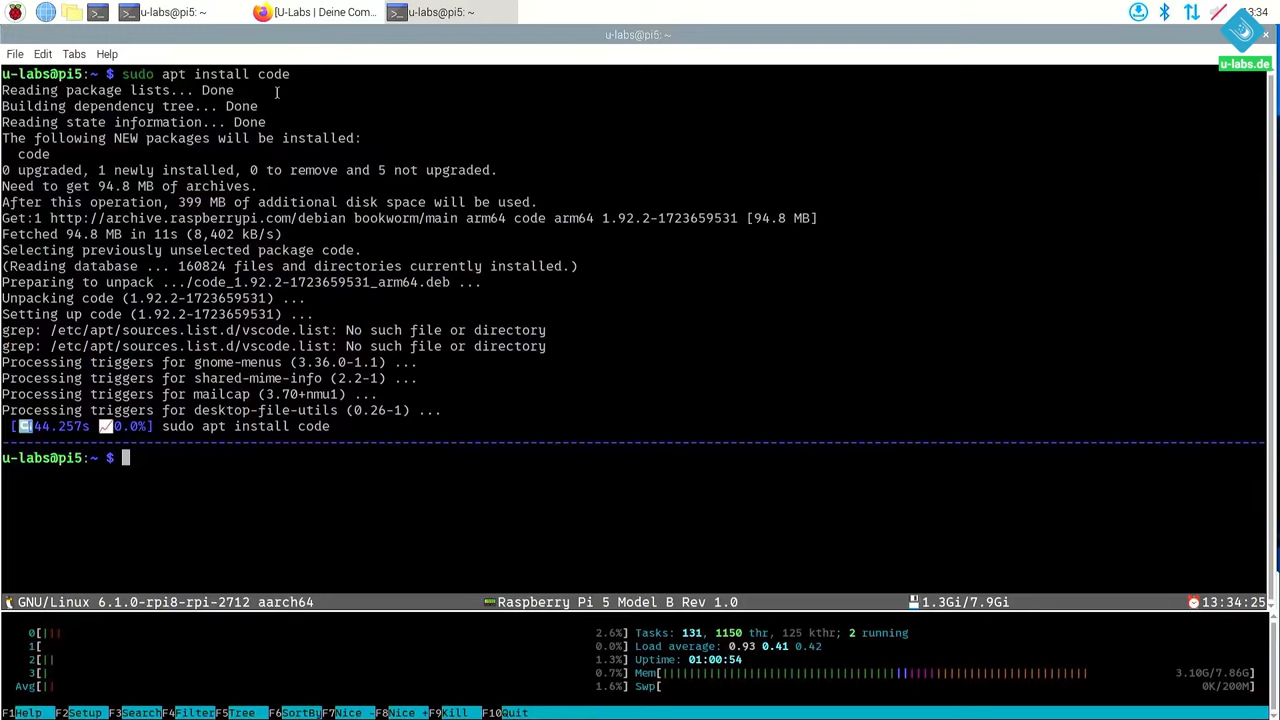 u-labs@pi5: ~
[U-Labs | Deine Com...
u-labs@pi5: ~
u-labs@pi5: ~
File Edit Tabs Help
u-labs.de
u-labs@pi5:~ $ sudo apt install code
Reading package lists... Done
Building dependency tree... Done
Reading state information... Done
The following NEW packages will be installed:
code
0 upgraded, 1 newly installed, 0 to remove and 5 not upgraded.
Need to get 94.8 MB of archives.
After this operation, 399 MB of additional disk space will be used.
Get:1 http://archive.raspberrypi.com/debian bookworm/main arm64 code arm64 1.92.2-1723659531 [94.8 MB]
Fetched 94.8 MB in 11s (8,402 kB/s)
Selecting previously unselected package code.
(Reading database ... 160824 files and directories currently installed.)
Preparing to unpack .../code_1.92.2-1723659531_arm64.deb ...
Unpacking code (1.92.2-1723659531) ...
Setting up code (1.92.2-1723659531) ...
grep: /etc/apt/sources.list.d/vscode.list: No such file or directory
grep: /etc/apt/sources.list.d/vscode.list: No such file or directory
Processing triggers for gnome-menus (3.36.0-1.1) ...
Processing triggers for shared-mime-info (2.2-1) ...
Processing triggers for mailcap (3.70+nmu1) ...
Processing triggers for desktop-file-utils (0.26-1) ...
[44.257s 0.0%] sudo apt install code
u-labs@pi5:~ $
GNU/Linux 6.1.0-rpi8-rpi-2712 aarch64 Raspberry Pi 5 Model B Rev 1.0 1.3Gi/7.9Gi 13:34:25
0[||| 2.6%] Tasks: 131, 1150 thr, 125 kthr; 2 running
1[ 0.0%] Load average: 0.93 0.41 0.42
2[|| 1.3%] Uptime: 01:00:54
3[|| 0.7%] Mem[ 3.10G/7.86G]
Avg[|| 1.6%] Swp[ 0K/200M]
F1Help F2Setup F3Search F4Filter F5Tree F6SortBy F7Nice - F8Nice + F9Kill F10Quit